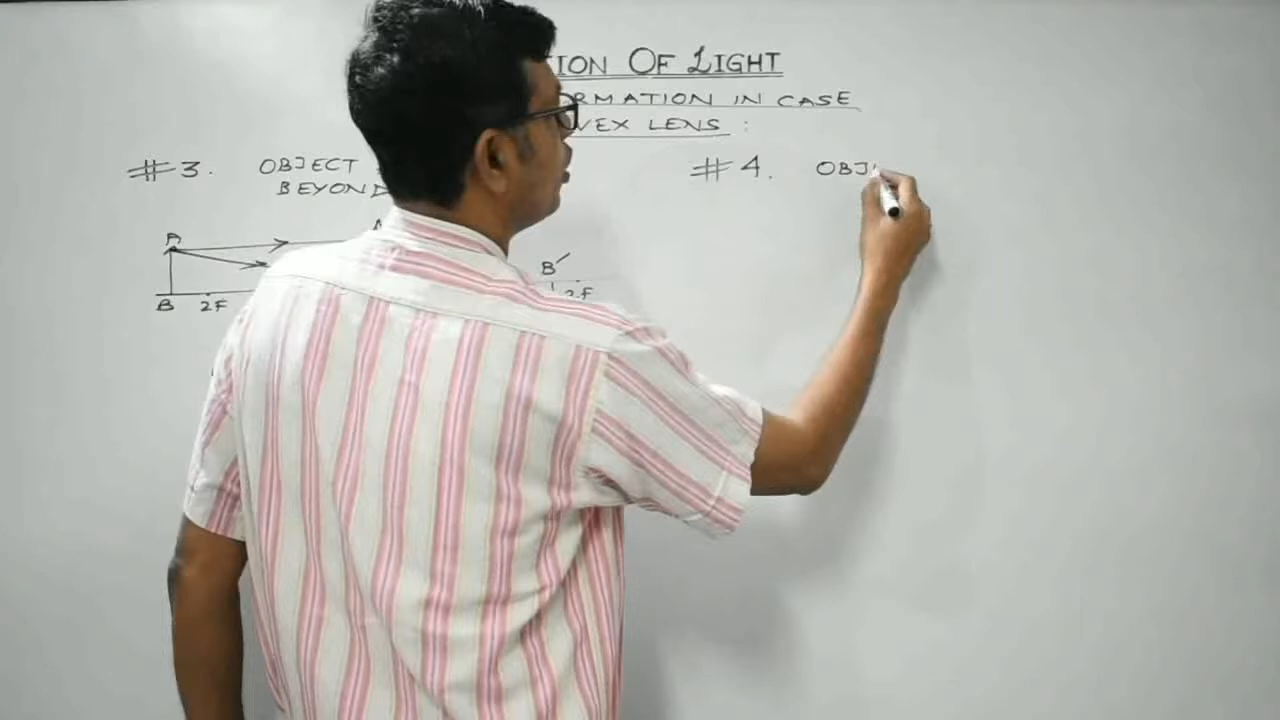 ION OF LIGHT
RMATION IN CASE
VEX LENS :
#3. OBJECT
BEYOND
#4. OBJ
A
B'
B 2F
2F